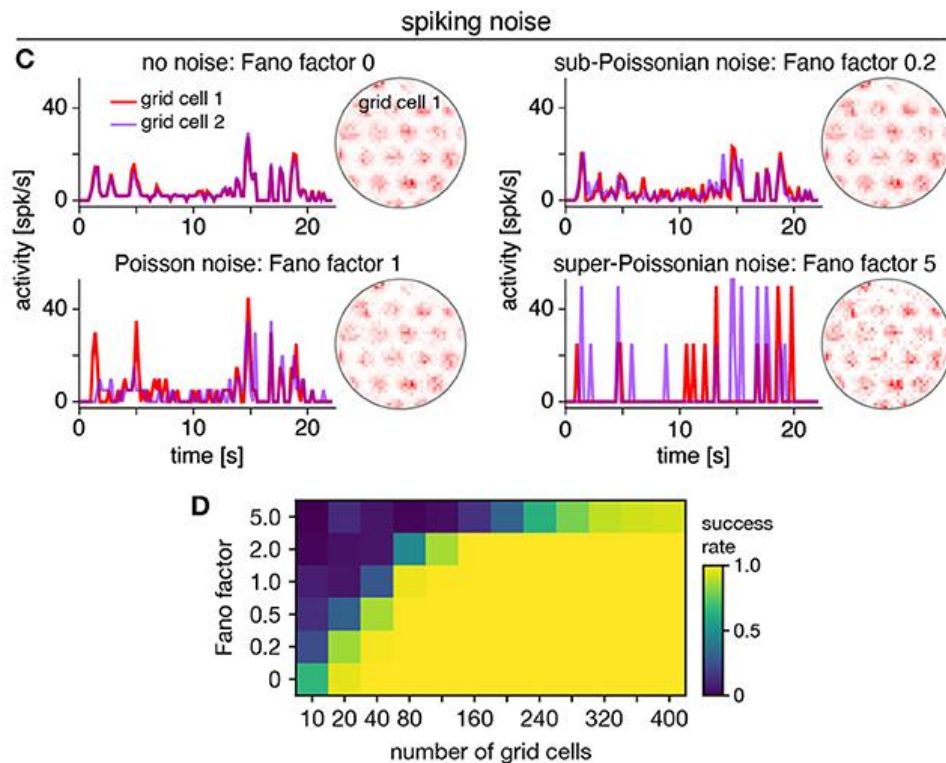 spiking noise
C
no noise: Fano factor 0
sub-Poissonian noise: Fano factor 0.2
40
0
grid cell 1
grid cell 2
grid cell 1
0
10
20
40
0
0
10
20
activity [spk/s]
activity [spk/s]
Poisson noise: Fano factor 1
super-Poissonian noise: Fano factor 5
40
0
0
10
20
time [s]
40
0
0
10
20
time [s]
D
Fano factor
5.0
2.0
1.0
0.5
0.2
0
10 20 40 80 160 240 320 400
number of grid cells
success
rate
1.0
0.5
0